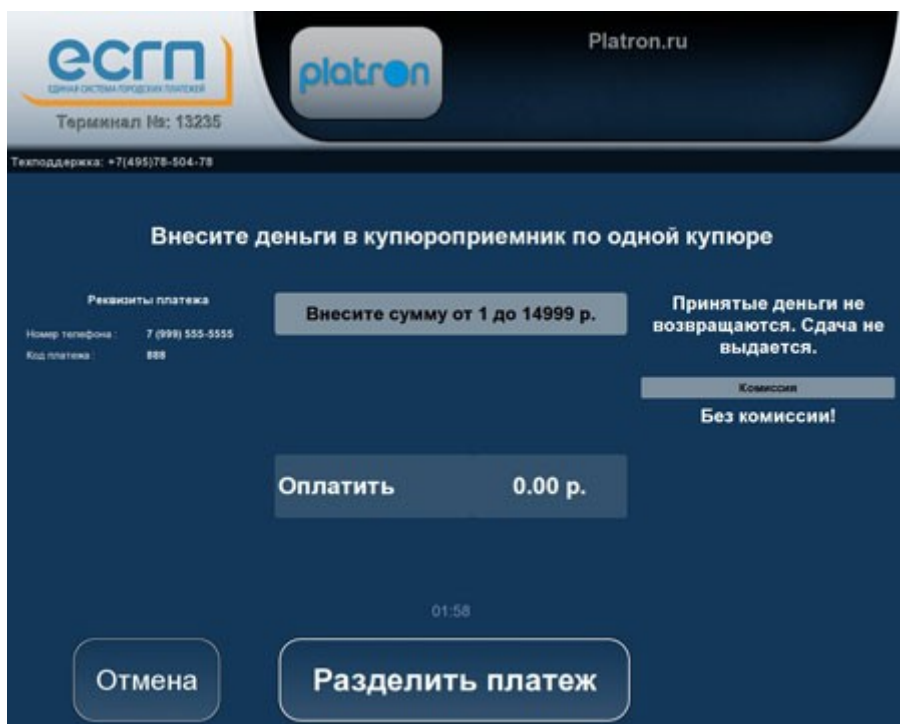 есгп
ЕДИНАЯ СИСТЕМА ГОРОДСКИХ ПЛАТЕЖЕЙ
Терминал №: 13235
platron
Platron.ru
Техподдержка: +7(495)78-504-78
Внесите деньги в купюроприемник по одной купюре
Реквизиты платежа
Номер телефона : 7 (999) 555-5555
Код платежа : 888
Внесите сумму от 1 до 14999 р.
Принятые деньги не
возвращаются. Сдача не
выдается.
Комиссия
Без комиссии!
Оплатить 0.00 р.
01:58
Отмена
Разделить платеж